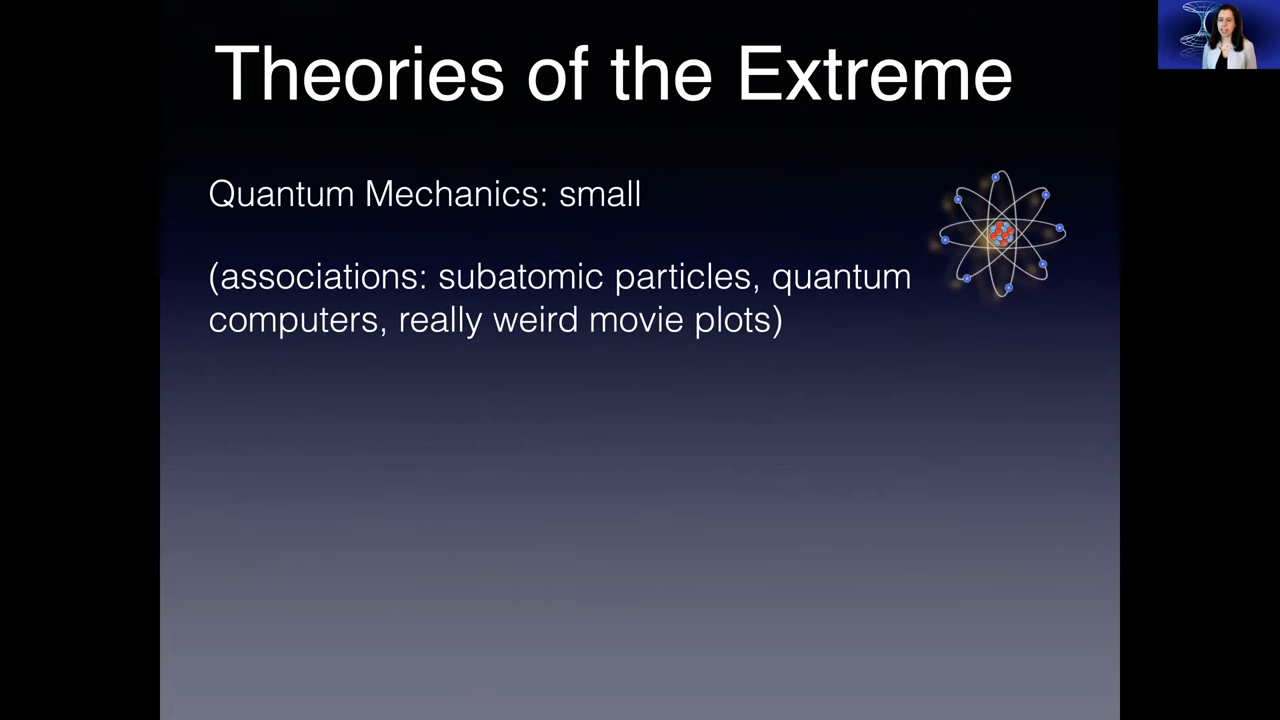 Theories of the Extreme
Quantum Mechanics: small
(associations: subatomic particles, quantum
computers, really weird movie plots)